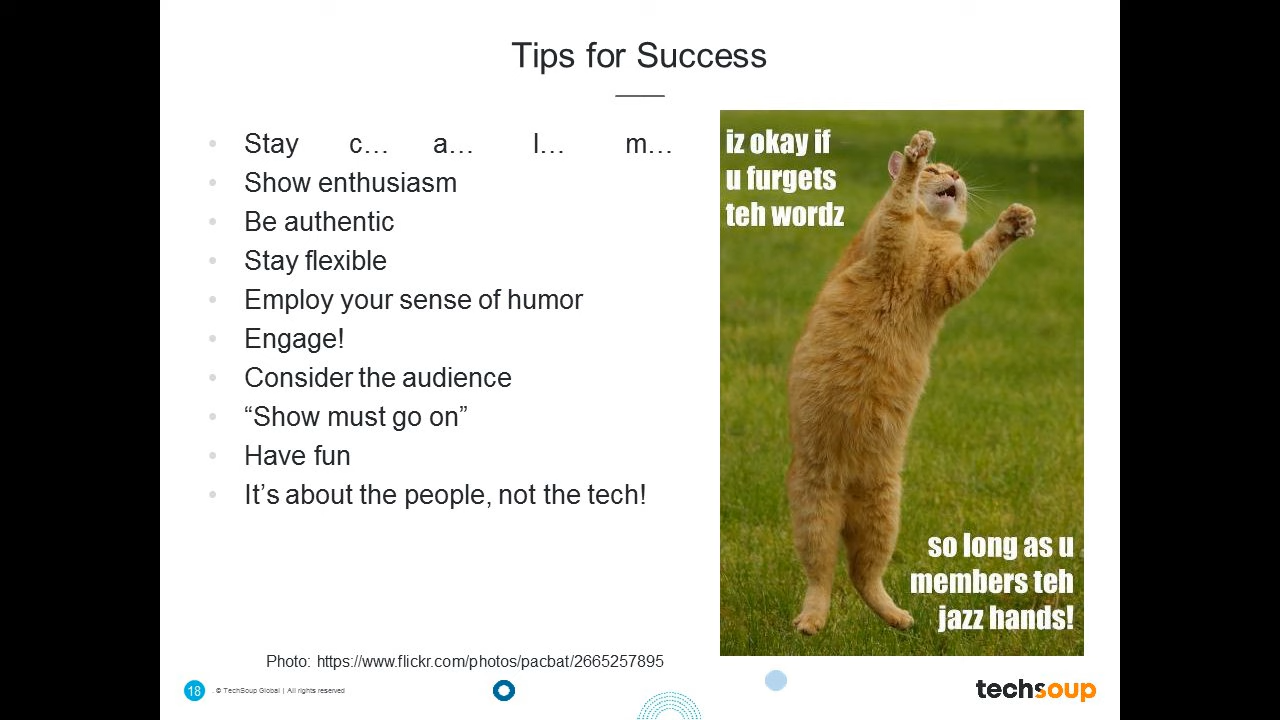 Tips for Success
Stay c… a… l… m…
Show enthusiasm
Be authentic
Stay flexible
Employ your sense of humor
Engage!
Consider the audience
“Show must go on”
Have fun
It’s about the people, not the tech!
iz okay if
u furgets
teh wordz
so long as u
members teh
jazz hands!
Photo: https://www.flickr.com/photos/pacbat/2665257895
18 © TechSoup Global | All rights reserved
techsoup